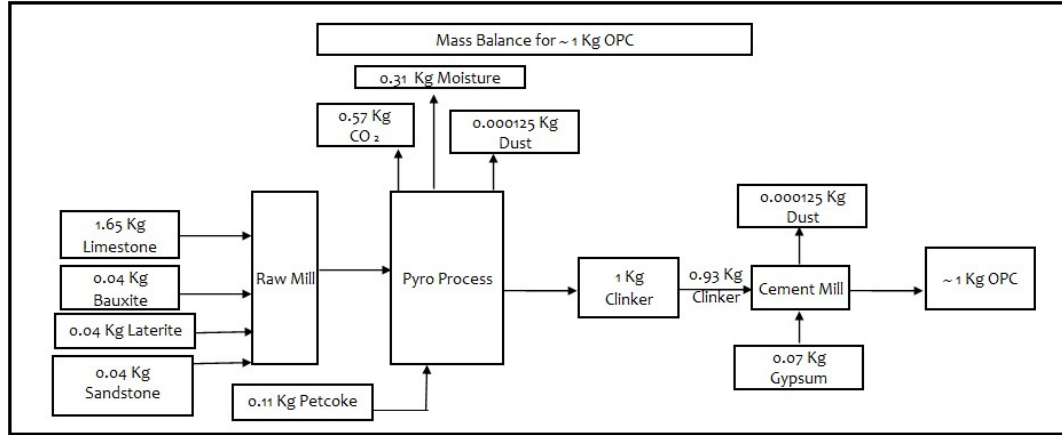 Mass Balance for ~ 1 Kg OPC
0.31 Kg Moisture
0.57 Kg
CO₂
0.000125 Kg
Dust
1.65 Kg
Limestone
0.04 Kg
Bauxite
0.04 Kg Laterite
0.04 Kg
Sandstone
Raw Mill
Pyro Process
0.11 Kg Petcoke
1 Kg
Clinker
0.93 Kg
Clinker
0.000125 Kg
Dust
Cement Mill
0.07 Kg
Gypsum
~ 1 Kg OPC